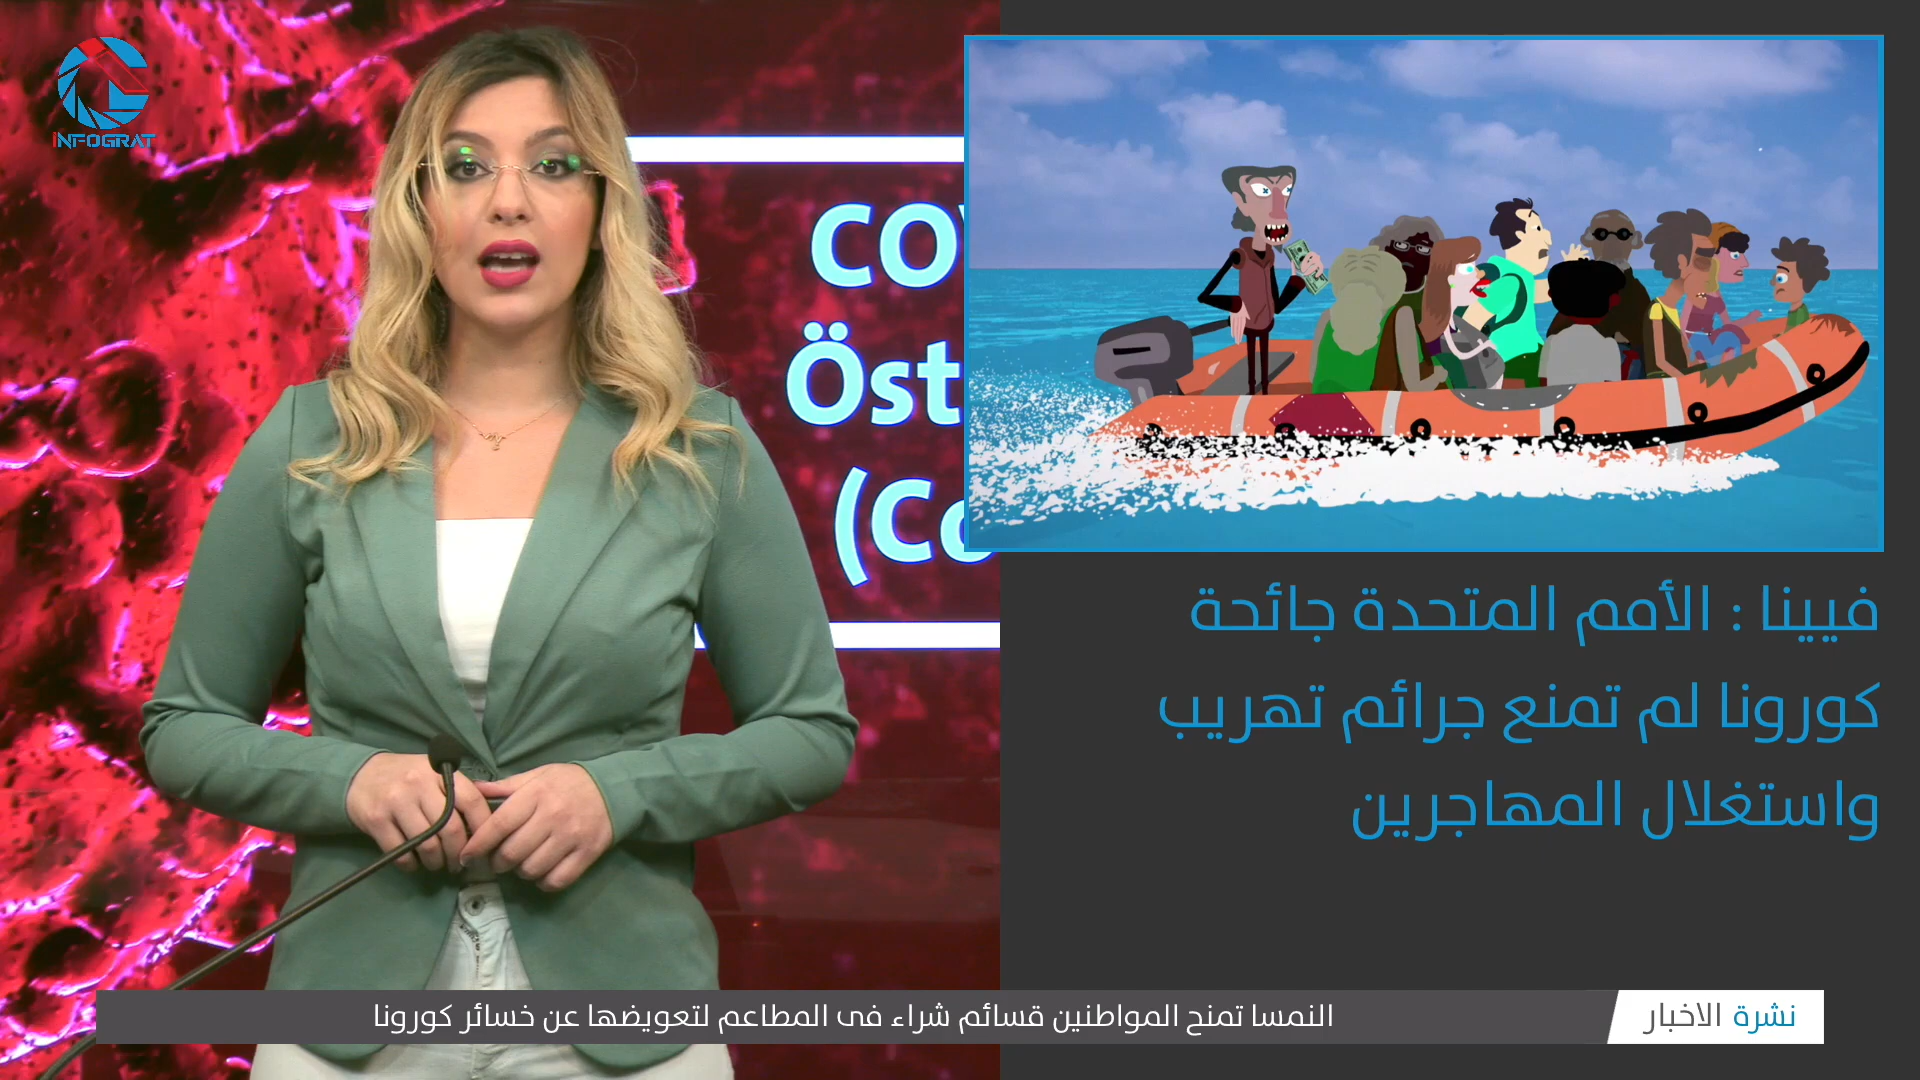 INFOGRAT
CO
Öst
(Co
فيينا : الأمم المتحدة جائحة
كورونا لم تمنع جرائم تهريب
واستغلال المهاجرين
النمسا تمنح المواطنين قسائم شراء فى المطاعم لتعويضها عن خسائر كورونا
نشرة الاخبار